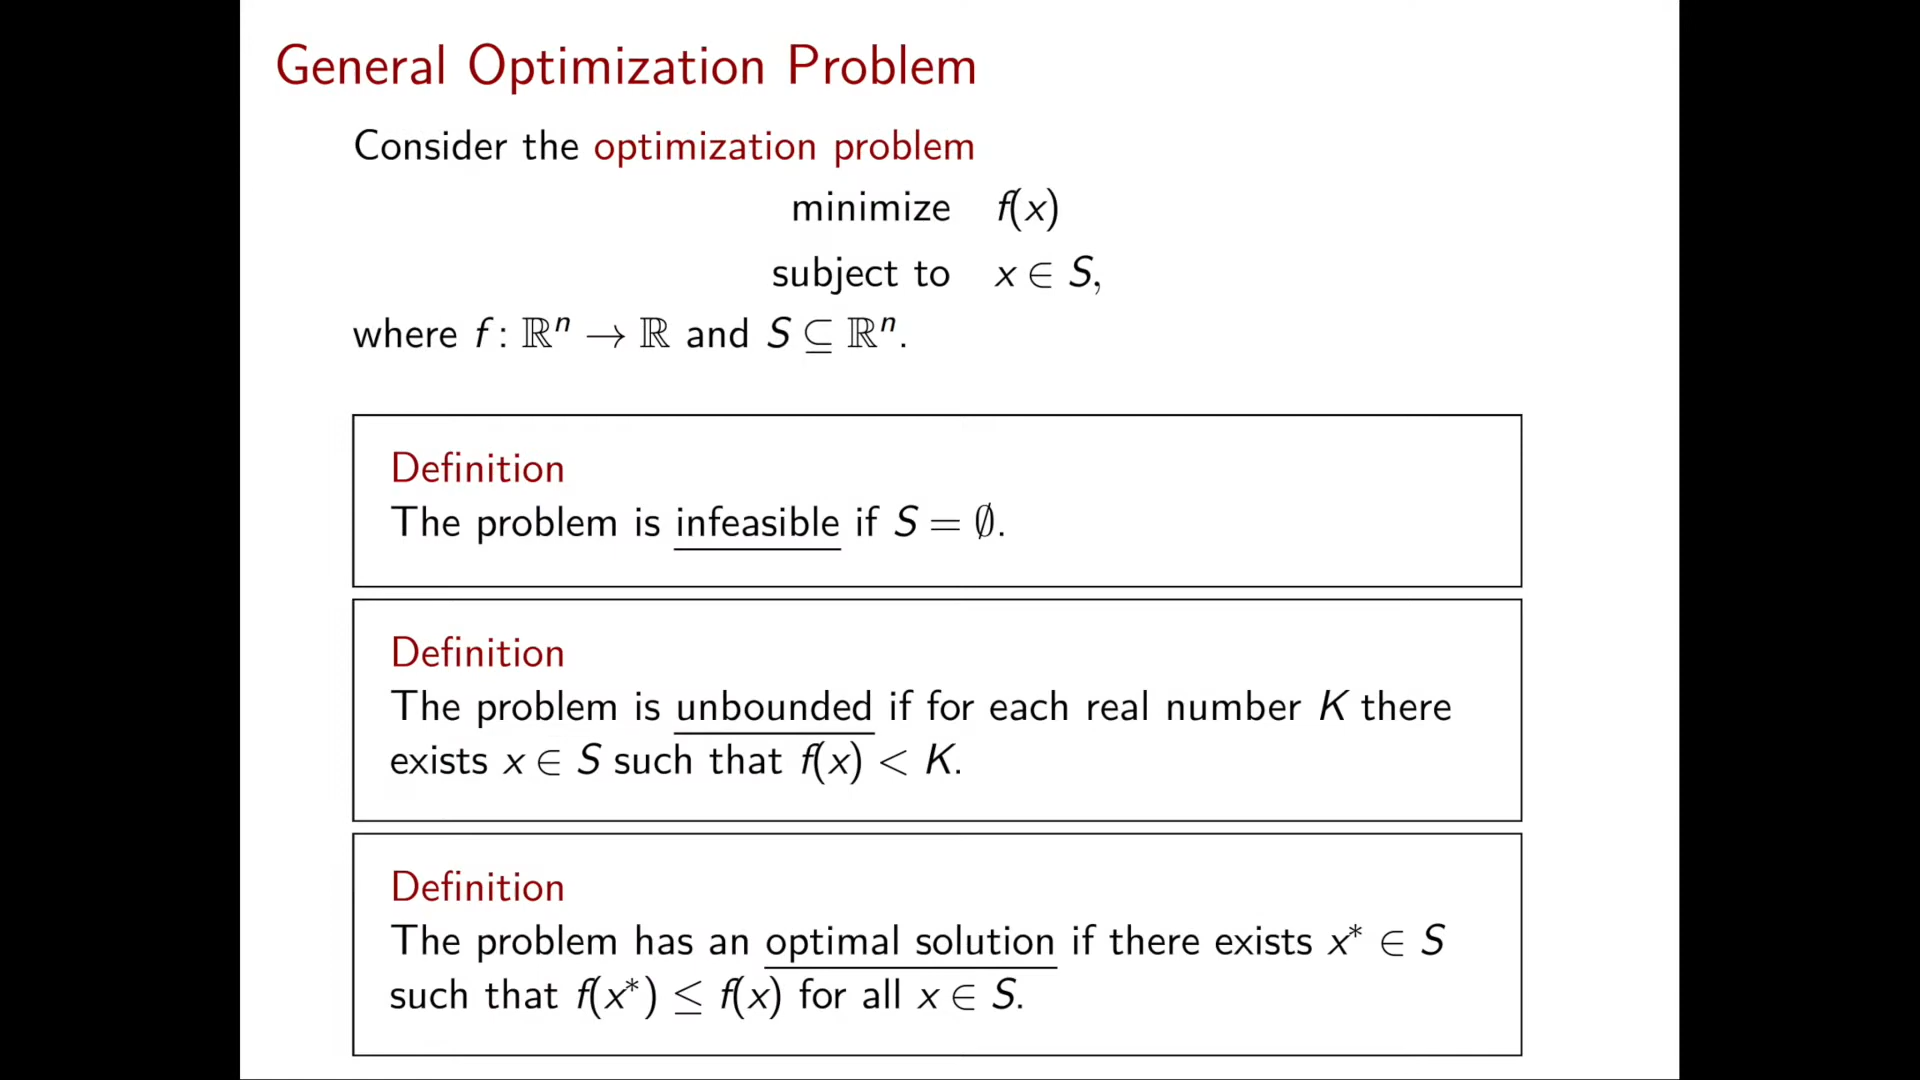 General Optimization Problem
Consider the optimization problem
minimize f(x)
subject to x ∈ S,
where f : ℝⁿ → ℝ and S ⊆ ℝⁿ.
Definition
The problem is infeasible if S = ∅.
Definition
The problem is unbounded if for each real number K there
exists x ∈ S such that f(x) < K.
Definition
The problem has an optimal solution if there exists x* ∈ S
such that f(x*) ≤ f(x) for all x ∈ S.